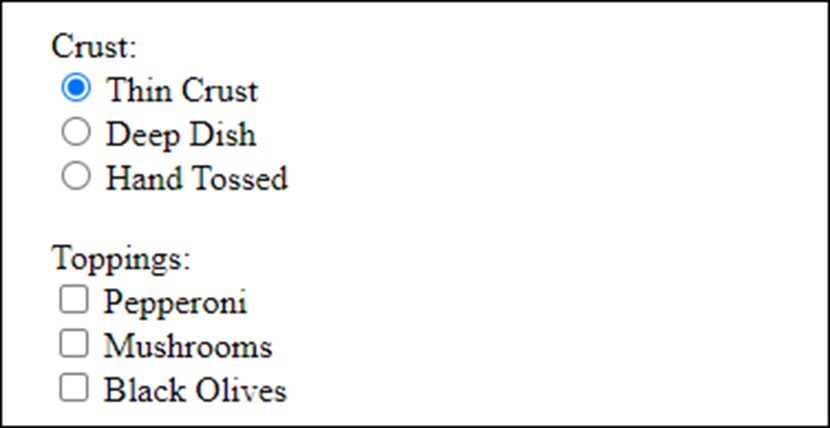 Crust:
Thin Crust
Deep Dish
Hand Tossed
Toppings:
Pepperoni
Mushrooms
Black Olives